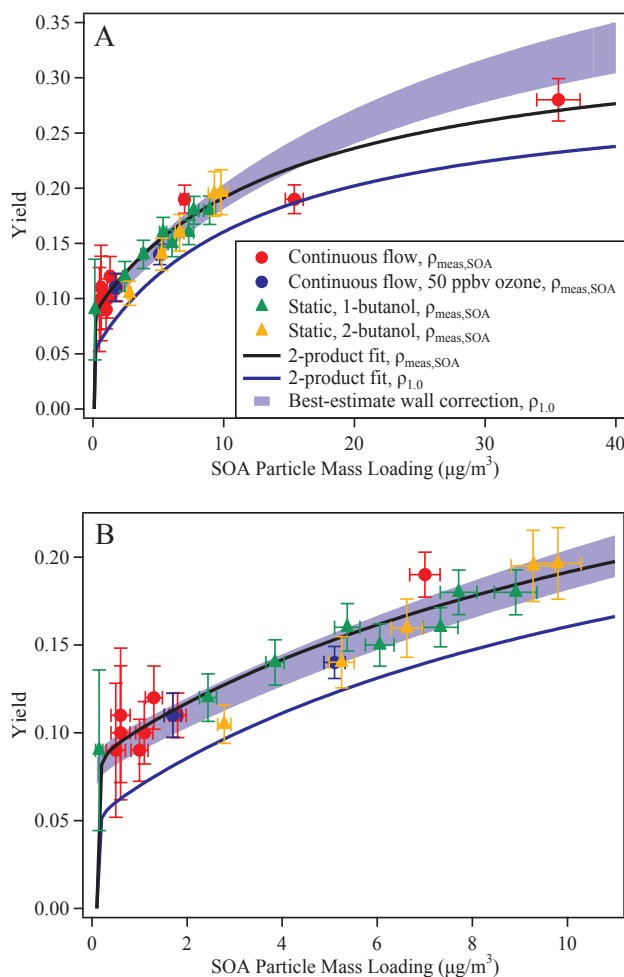 A
0.35
0.30
0.25
0.20
0.15
0.10
0.05
0.00
Yield
Continuous flow, ρmeas,SOA
Continuous flow, 50 ppbv ozone, ρmeas,SOA
Static, 1-butanol, ρmeas,SOA
Static, 2-butanol, ρmeas,SOA
2-product fit, ρmeas,SOA
2-product fit, ρ1.0
Best-estimate wall correction, ρ1.0
0 10 20 30 40
SOA Particle Mass Loading (μg/m³)
B
0.20
0.15
0.10
0.05
0.00
Yield
0 2 4 6 8 10
SOA Particle Mass Loading (μg/m³)